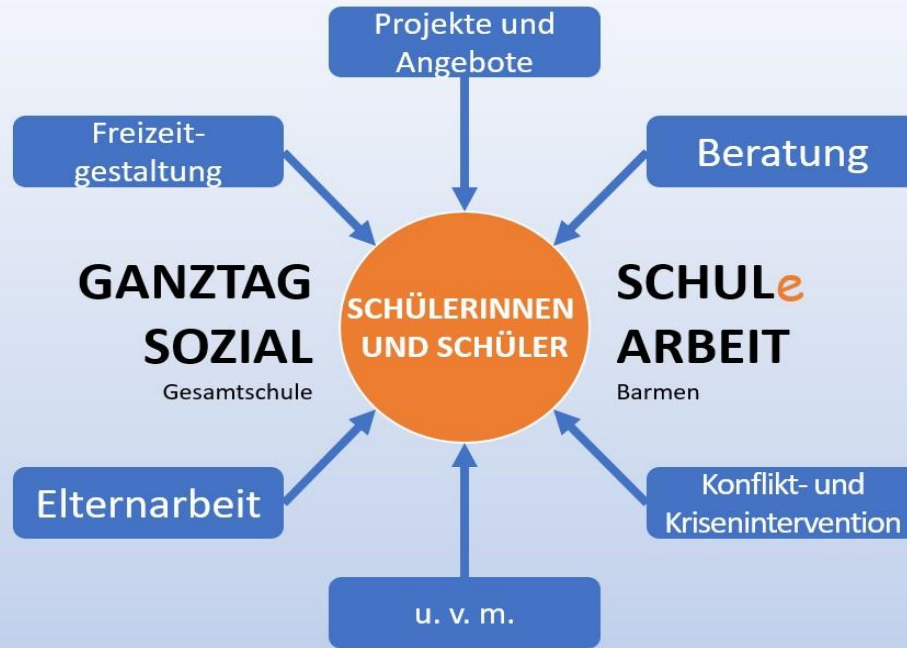 Projekte und
Angebote
Freizeit-
gestaltung
Beratung
GANZTAG
SOZIAL
Gesamtschule
SCHÜLERINNEN
UND SCHÜLER
SCHULe
ARBEIT
Barmen
Elternarbeit
Konflikt- und
Krisenintervention
u. v. m.